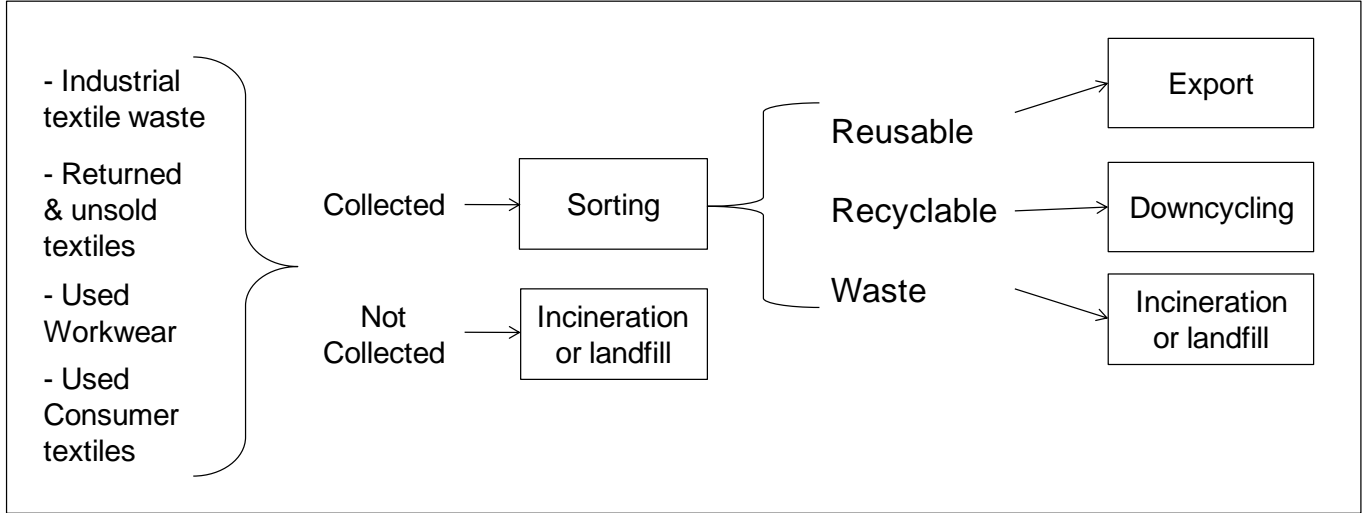 - Industrial
textile waste
- Returned
& unsold
textiles
- Used
Workwear
- Used
Consumer
textiles
Collected
Not
Collected
Sorting
Incineration
or landfill
Reusable
Recyclable
Waste
Export
Downcycling
Incineration
or landfill